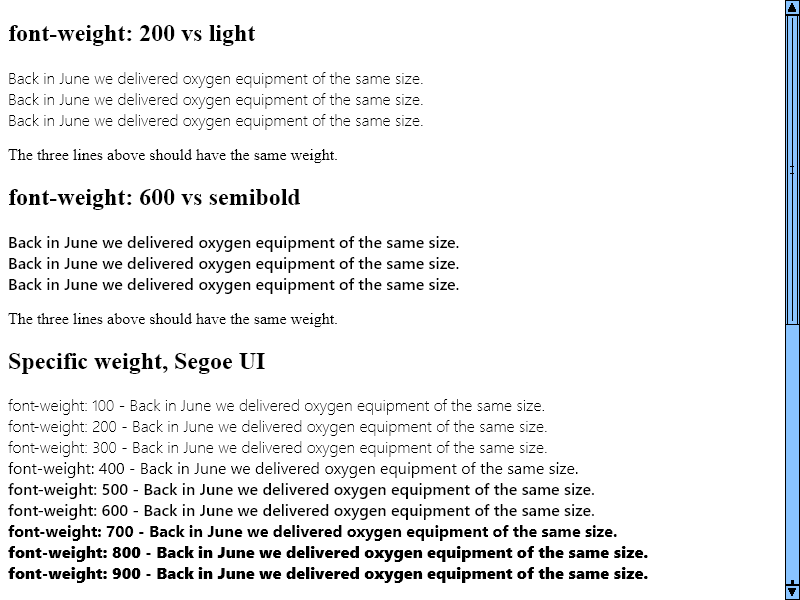 font-weight: 200 vs light
Back in June we delivered oxygen equipment of the same size.
Back in June we delivered oxygen equipment of the same size.
Back in June we delivered oxygen equipment of the same size.
The three lines above should have the same weight.
font-weight: 600 vs semibold
Back in June we delivered oxygen equipment of the same size.
Back in June we delivered oxygen equipment of the same size.
Back in June we delivered oxygen equipment of the same size.
The three lines above should have the same weight.
Specific weight, Segoe UI
font-weight: 100 - Back in June we delivered oxygen equipment of the same size.
font-weight: 200 - Back in June we delivered oxygen equipment of the same size.
font-weight: 300 - Back in June we delivered oxygen equipment of the same size.
font-weight: 400 - Back in June we delivered oxygen equipment of the same size.
font-weight: 500 - Back in June we delivered oxygen equipment of the same size.
font-weight: 600 - Back in June we delivered oxygen equipment of the same size.
font-weight: 700 - Back in June we delivered oxygen equipment of the same size.
font-weight: 800 - Back in June we delivered oxygen equipment of the same size.
font-weight: 900 - Back in June we delivered oxygen equipment of the same size.